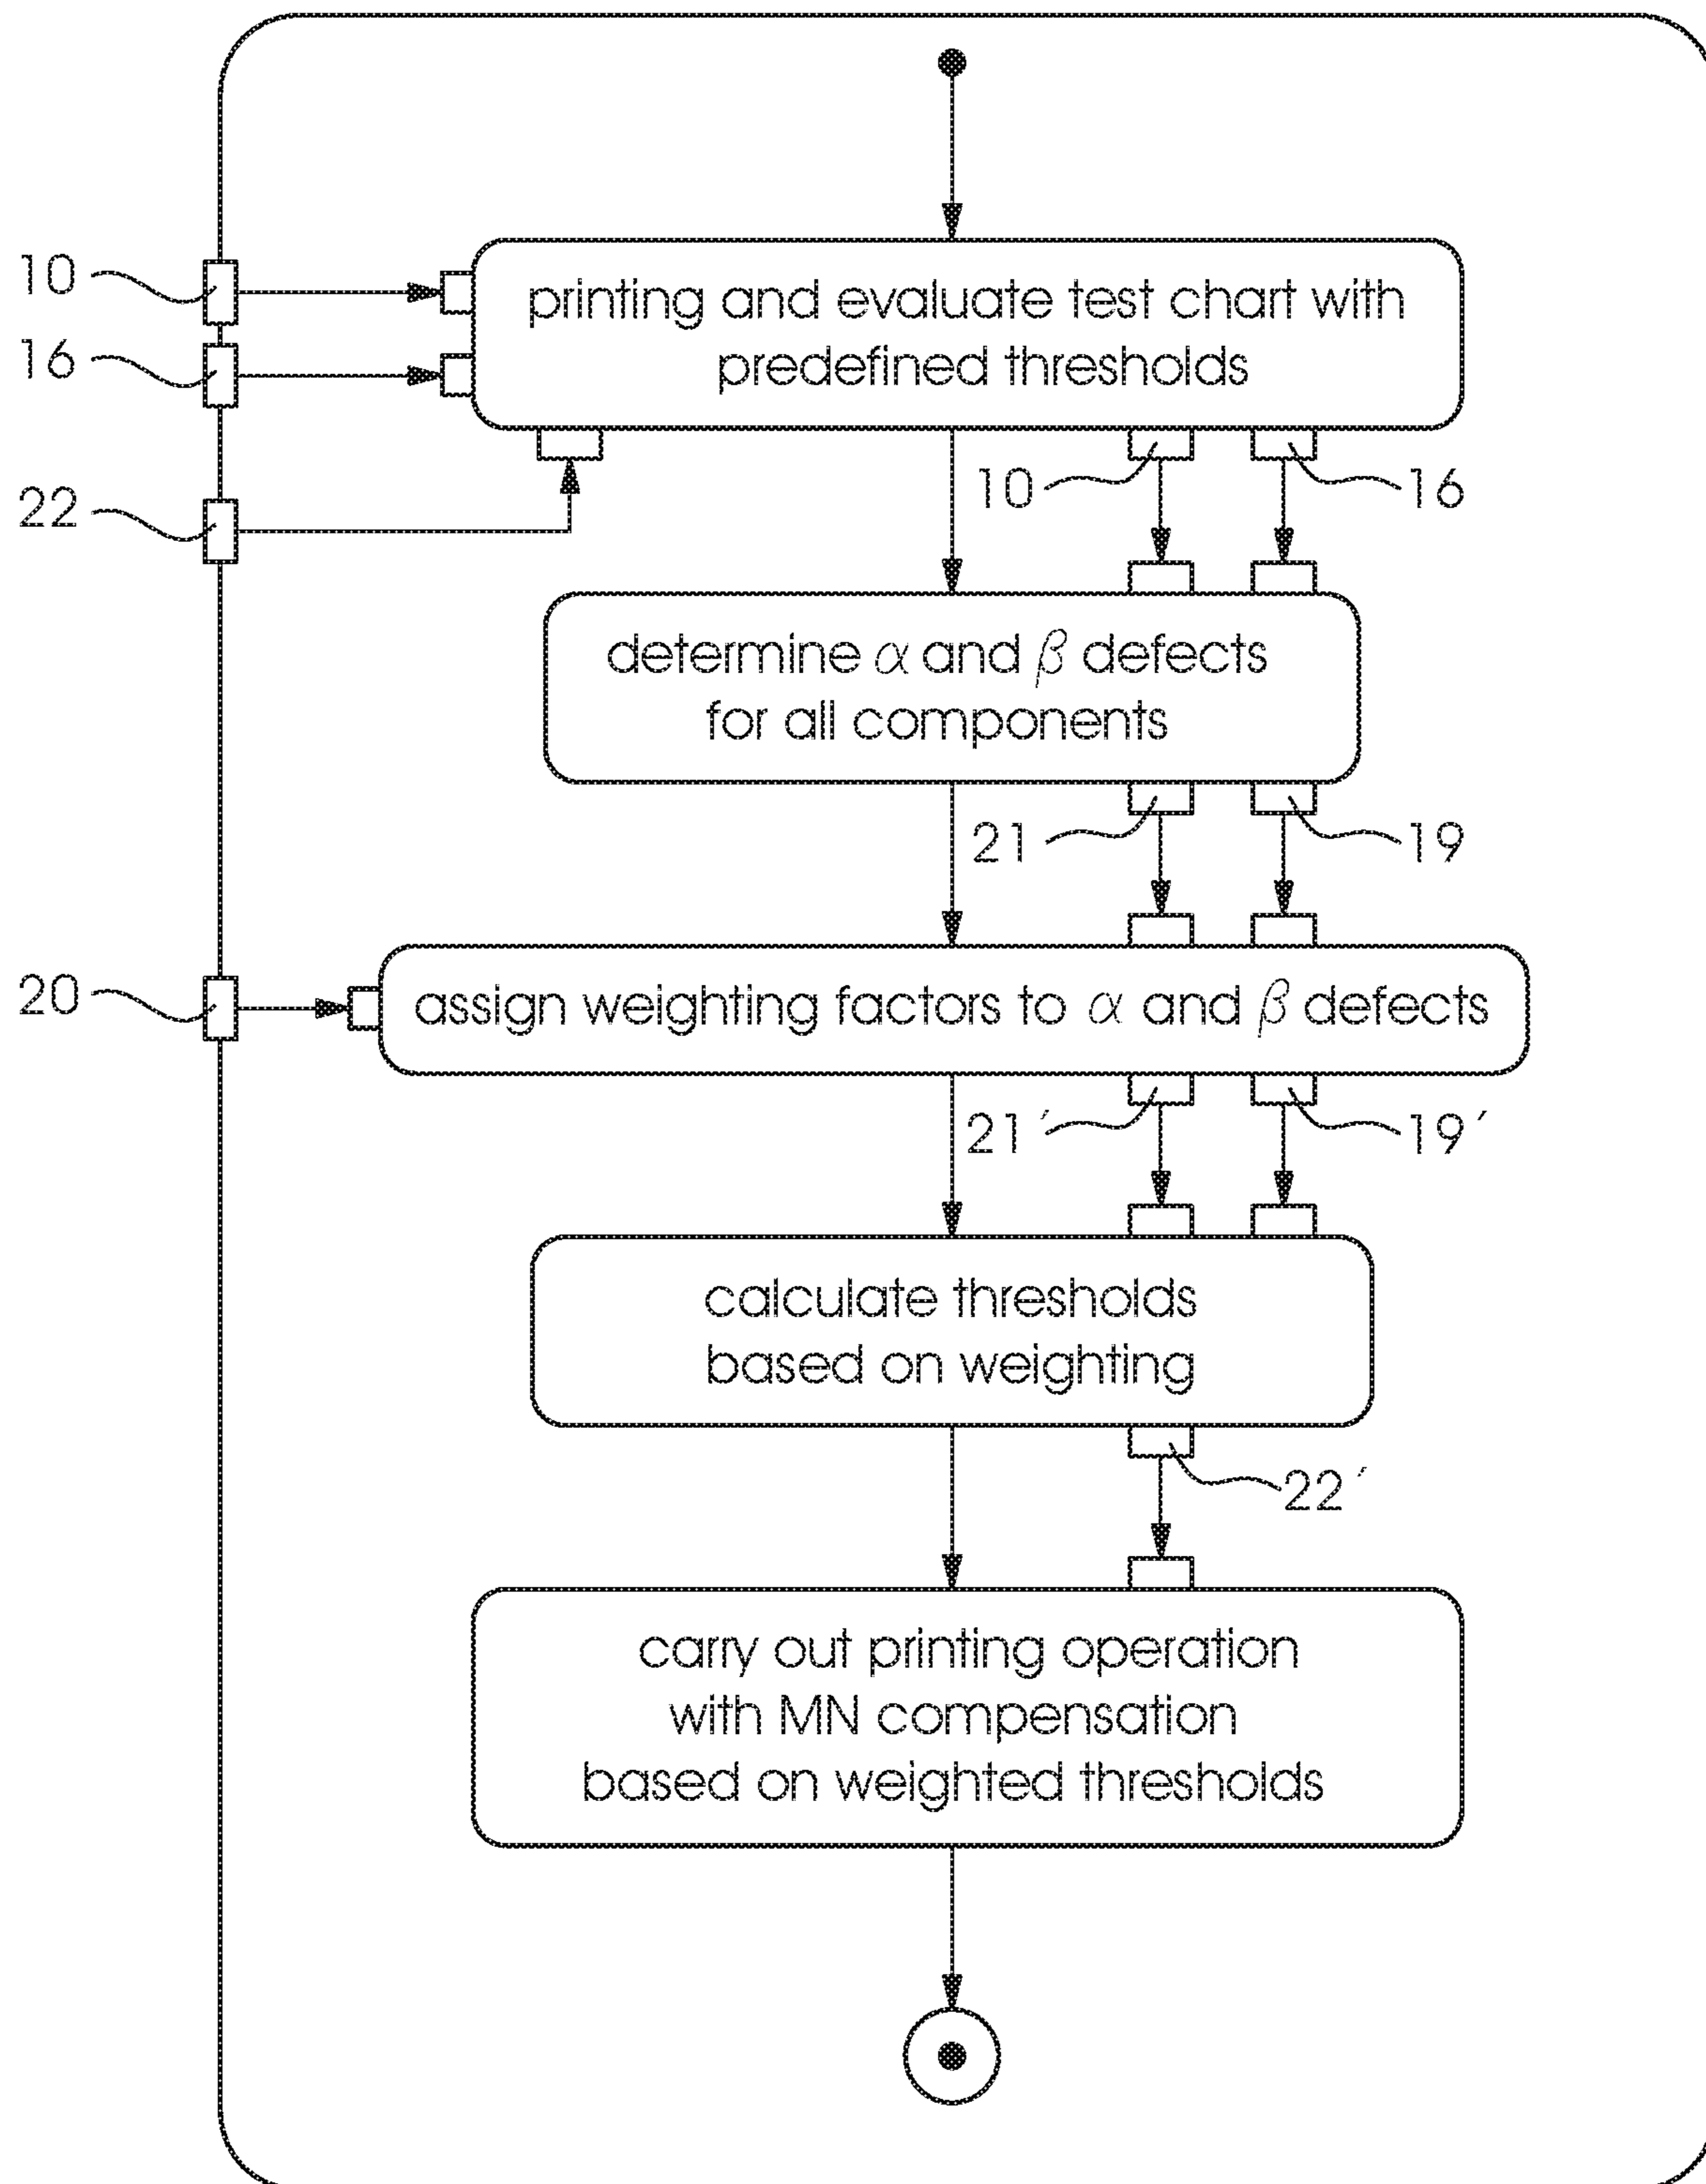 10
printing and evaluate test chart with
16
predefined thresholds
10
16
22
determine α and β defects
for all components
21
19
20
assign weighting factors to α and β defects
21´
19´
calculate thresholds
based on weighting
22´
carry out printing operation
with MN compensation
based on weighted thresholds